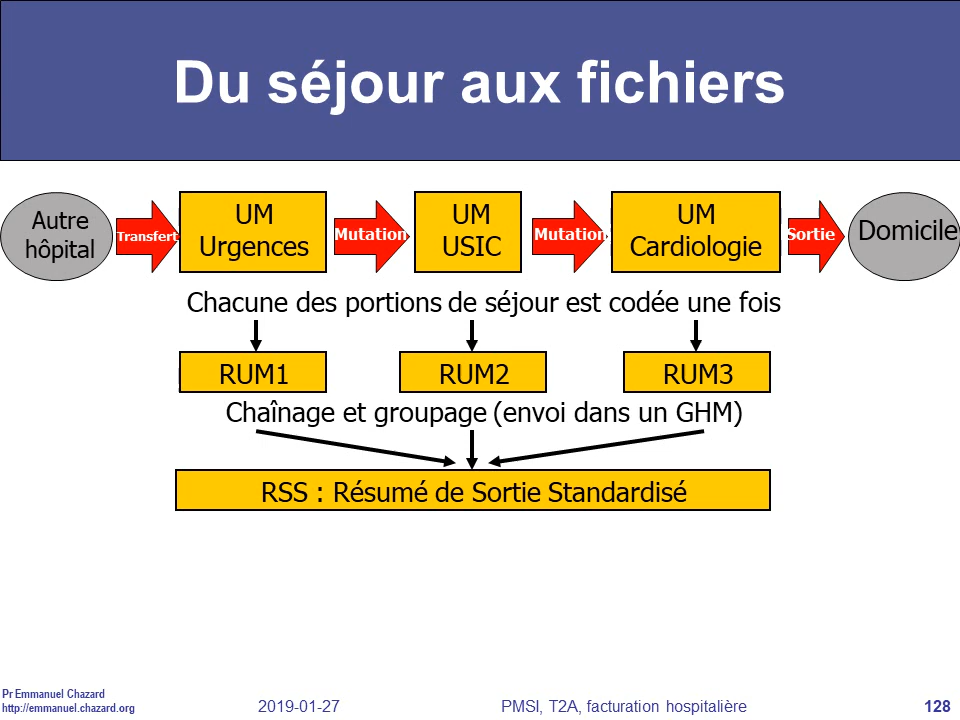 Du séjour aux fichiers
Autre
hôpital
Transfert
UM
Urgences
Mutation
UM
USIC
Mutation
UM
Cardiologie
Sortie
Domicile
Chacune des portions de séjour est codée une fois
RUM1
RUM2
RUM3
Chaînage et groupage (envoi dans un GHM)
RSS : Résumé de Sortie Standardisé
Pr Emmanuel Chazard
http://emmanuel.chazard.org
2019-01-27
PMSI, T2A, facturation hospitalière
128